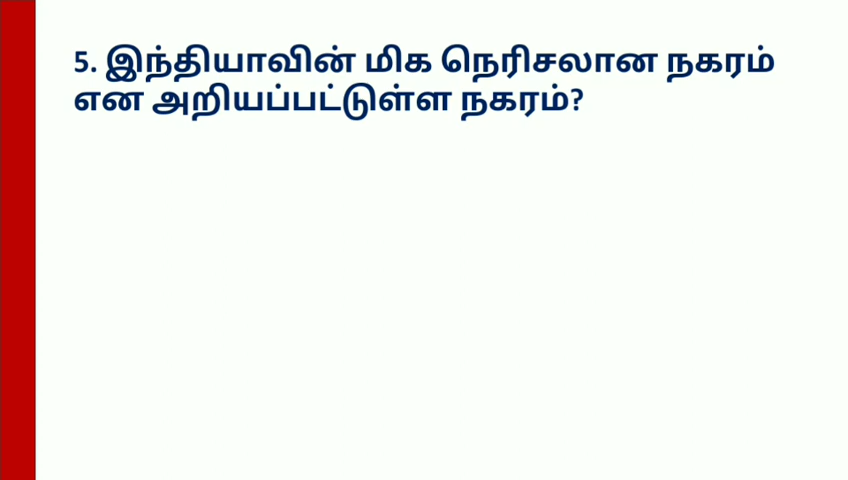 5. இந்தியாவின் மிக நெரிசலான நகரம்
என அறியப்பட்டுள்ள நகரம்?